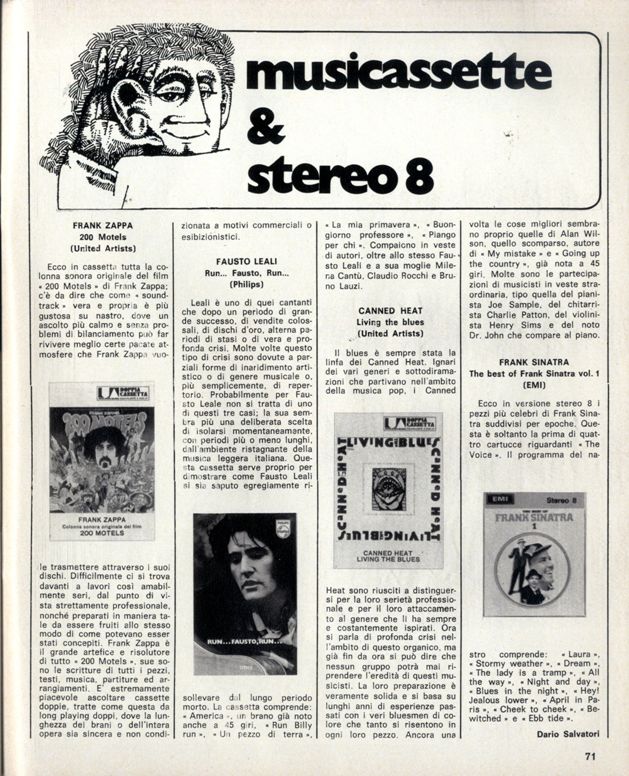 musicassette
&
stereo 8
FRANK ZAPPA
200 Motels
(United Artists)
Ecco in cassetta tutta la co-
lonna sonora originale del film
« 200 Motels » di Frank Zappa;
c'è da dire che come « sound-
track » vera e propria è più
gustosa su nastro, dove un
ascolto più calmo e senza pro-
blemi di bilanciamento può far
rivivere meglio certe pacate at-
mosfere che Frank Zappa vuo-
UA DOPPIA
CASSETTA
200 MOTELS
FRANK ZAPPA
Colonna sonora originale del film
200 MOTELS
le trasmettere attraverso i suoi
dischi. Difficilmente ci si trova
davanti a lavori così amabil-
mente seri, dal punto di vi-
sta strettamente professionale,
nonché preparati in maniera ta-
le da essere fruiti allo stesso
modo di come potevano esser
stati concepiti. Frank Zappa è
il grande artefice e risolutore
di tutto « 200 Motels », sue so-
no le scritture di tutti i pezzi,
testi, musica, partiture ed ar-
rangiamenti. E' estremamente
piacevole ascoltare cassette
doppie, tratte come questa da
long playing doppi, dove la lun-
ghezza dei brani o dell'intera
opera sia sincera e non condi-
zionata a motivi commerciali o
esibizionistici.
FAUSTO LEALI
Run... Fausto, Run...
(Philips)
Leali è uno di quei cantanti
che dopo un periodo di gran-
de successo, di vendite colos-
sali, di dischi d'oro, alterna pa-
riodi di stasi o di vera e pro-
fonda crisi. Molte volte questo
tipo di crisi sono dovute a par-
ziali forme di inaridimento arti-
stico o di genere musicale o,
più semplicemente, di reper-
torio. Probabilmente per Fau-
sto Leale non si tratta di uno
di questi tre casi; la sua sem-
bra più una deliberata scelta
di isolarsi momentaneamente,
con periodi più o meno lunghi,
dall'ambiente ristagnante della
musica leggera italiana. Que-
sta cassetta serve proprio per
dimostrare come Fausto Leali
si sia saputo egregiamente ri-
PHILIPS
RUN...FAUSTO,RUN...
sollevare dal lungo periodo
morto. La cassetta comprende:
« America », un brano già noto
anche a 45 giri, « Run Billy
run », « Un pezzo di terra »,
« La mia primavera », « Buon-
giorno professore », « Piango
per chi ». Compaiono in veste
di autori, oltre allo stesso Fau-
sto Leali e a sua moglie Mile-
na Cantù, Claudio Rocchi e Bru-
no Lauzi.
CANNED HEAT
Living the blues
(United Artists)
Il blues è sempre stata la
linfa dei Canned Heat. Ignari
dei vari generi e sottodirama-
zioni che partivano nell'ambito
della musica pop, i Canned
UA DOPPIA
CASSETTA
LIVING THE BLUES
CANNED HEAT
LIVING THE BLUES
CANNED HEAT
CANNED HEAT
LIVING THE BLUES
Heat sono riusciti a distinguer-
si per la loro serietà professio-
nale e per il loro attaccamen-
to al genere che li ha sempre
e costantemente ispirati. Ora
si parla di profonda crisi nel-
l'ambito di questo organico, ma
già fin da ora si può dire che
nessun gruppo potrà mai ri-
prendere l'eredità di questi mu-
sicisti. La loro preparazione è
veramente solida e si basa su
lunghi anni di esperienze pas-
sati con i veri bluesmen di co-
lore che tanto si risentono in
ogni loro pezzo. Ancora una
volta le cose migliori sembra-
no proprio quelle di Alan Wil-
son, quello scomparso, autore
di « My mistake » e « Going up
the country », già nota a 45
giri. Molte sono le partecipa-
zioni di musicisti in veste stra-
ordinaria, tipo quella del piani-
sta Joe Sample, del chitarri-
sta Charlie Patton, del violini-
sta Henry Sims e del noto
Dr. John che compare al piano.
FRANK SINATRA
The best of Frank Sinatra vol. 1
(EMI)
Ecco in versione stereo 8 i
pezzi più celebri di Frank Sina-
tra suddivisi per epoche. Que-
sta è soltanto la prima di quat-
tro cartucce riguardanti « The
Voice ». Il programma del na-
EMI
Stereo 8
THE BEST OF
FRANK SINATRA
1
stro comprende: « Laura »,
« Stormy weather », « Dream »,
« The lady is a tramp », « All
the way », « Night and day »,
« Blues in the night », « Hey!
Jealous lower », « April in Pa-
ris », « Cheek to cheek », « Be-
witched » e « Ebb tide ».
Dario Salvatori
71